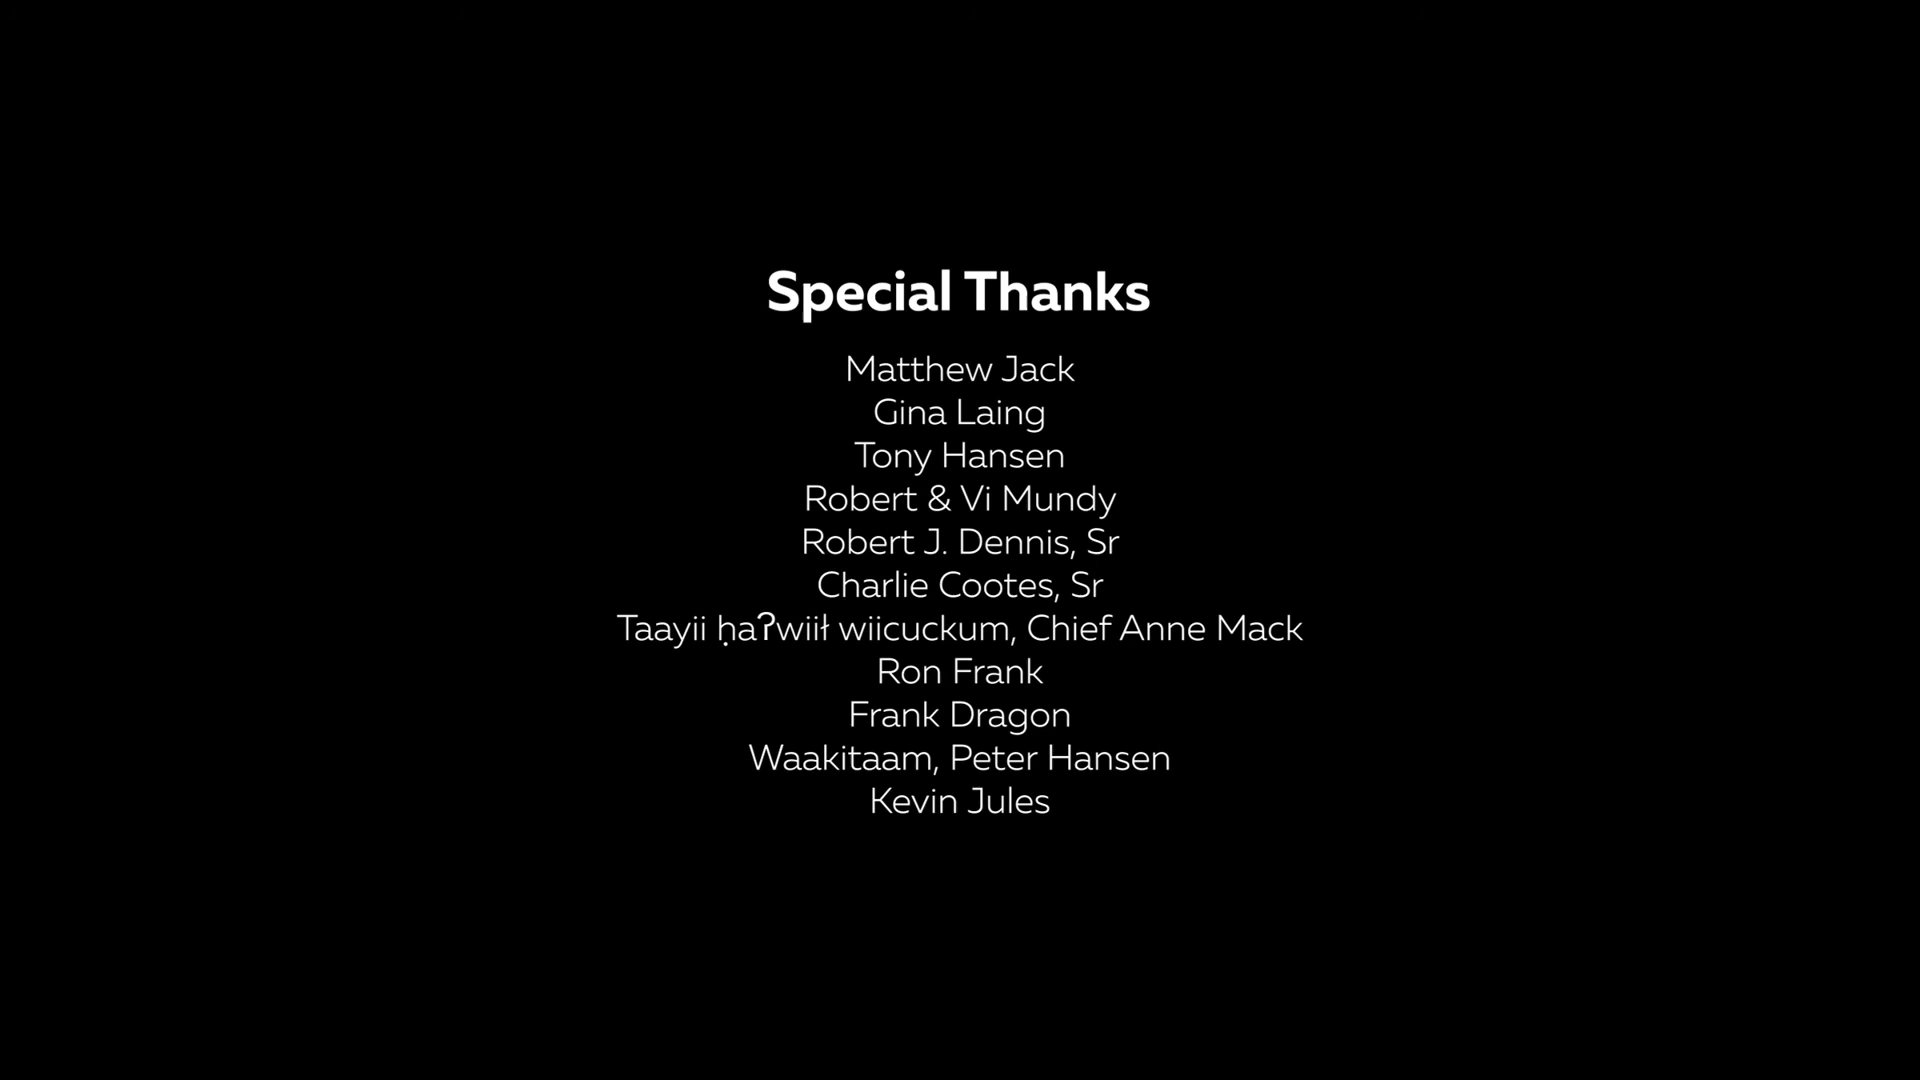 Special Thanks
Matthew Jack
Gina Laing
Tony Hansen
Robert & Vi Mundy
Robert J. Dennis, Sr
Charlie Cootes, Sr
Taayii ḥaʔwiił wiicuckum, Chief Anne Mack
Ron Frank
Frank Dragon
Waakitaam, Peter Hansen
Kevin Jules